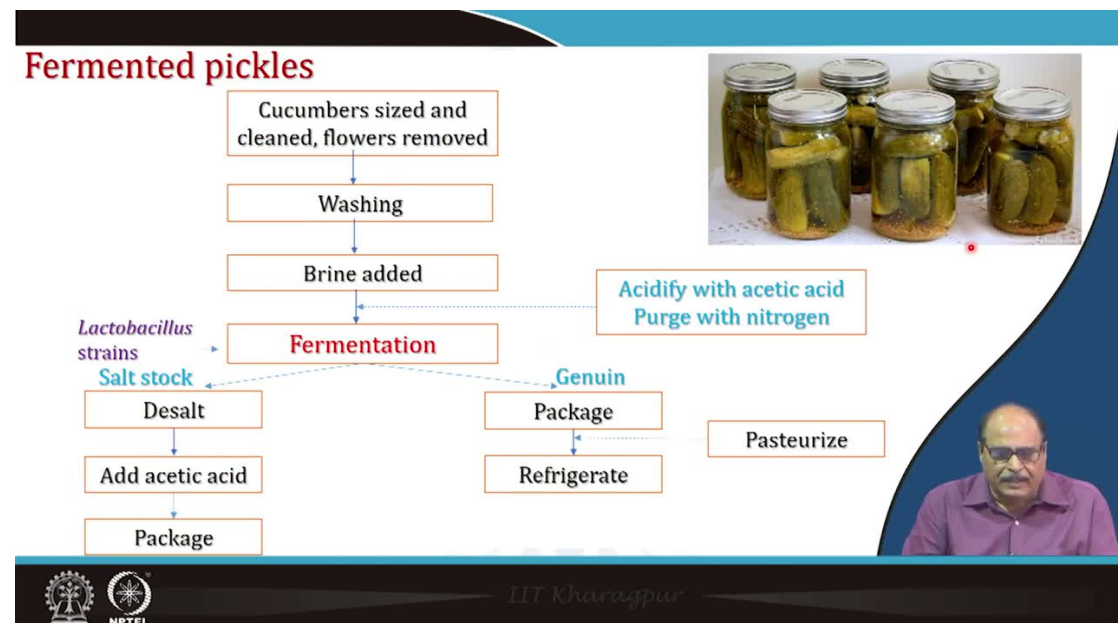 Fermented pickles
Cucumbers sized and
cleaned, flowers removed
Washing
Brine added
Acidify with acetic acid
Purge with nitrogen
Lactobacillus
strains
Fermentation
Salt stock
Genuin
Desalt
Package
Pasteurize
Add acetic acid
Refrigerate
Package
IIT Kharagpur
NPTEL